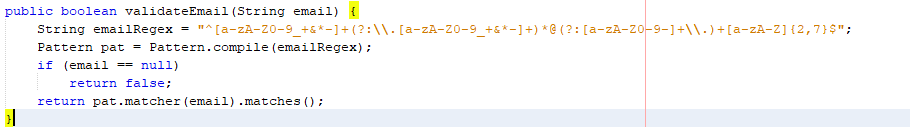 public boolean validateEmail(String email) {
    String emailRegex = "^[a-zA-Z0-9_+&*-]+(?:\\.[a-zA-Z0-9_+&*-]+)*@(?:[a-zA-Z0-9-]+\\.)+[a-zA-Z]{2,7}$";
    Pattern pat = Pattern.compile(emailRegex);
    if (email == null)
        return false;
    return pat.matcher(email).matches();
}